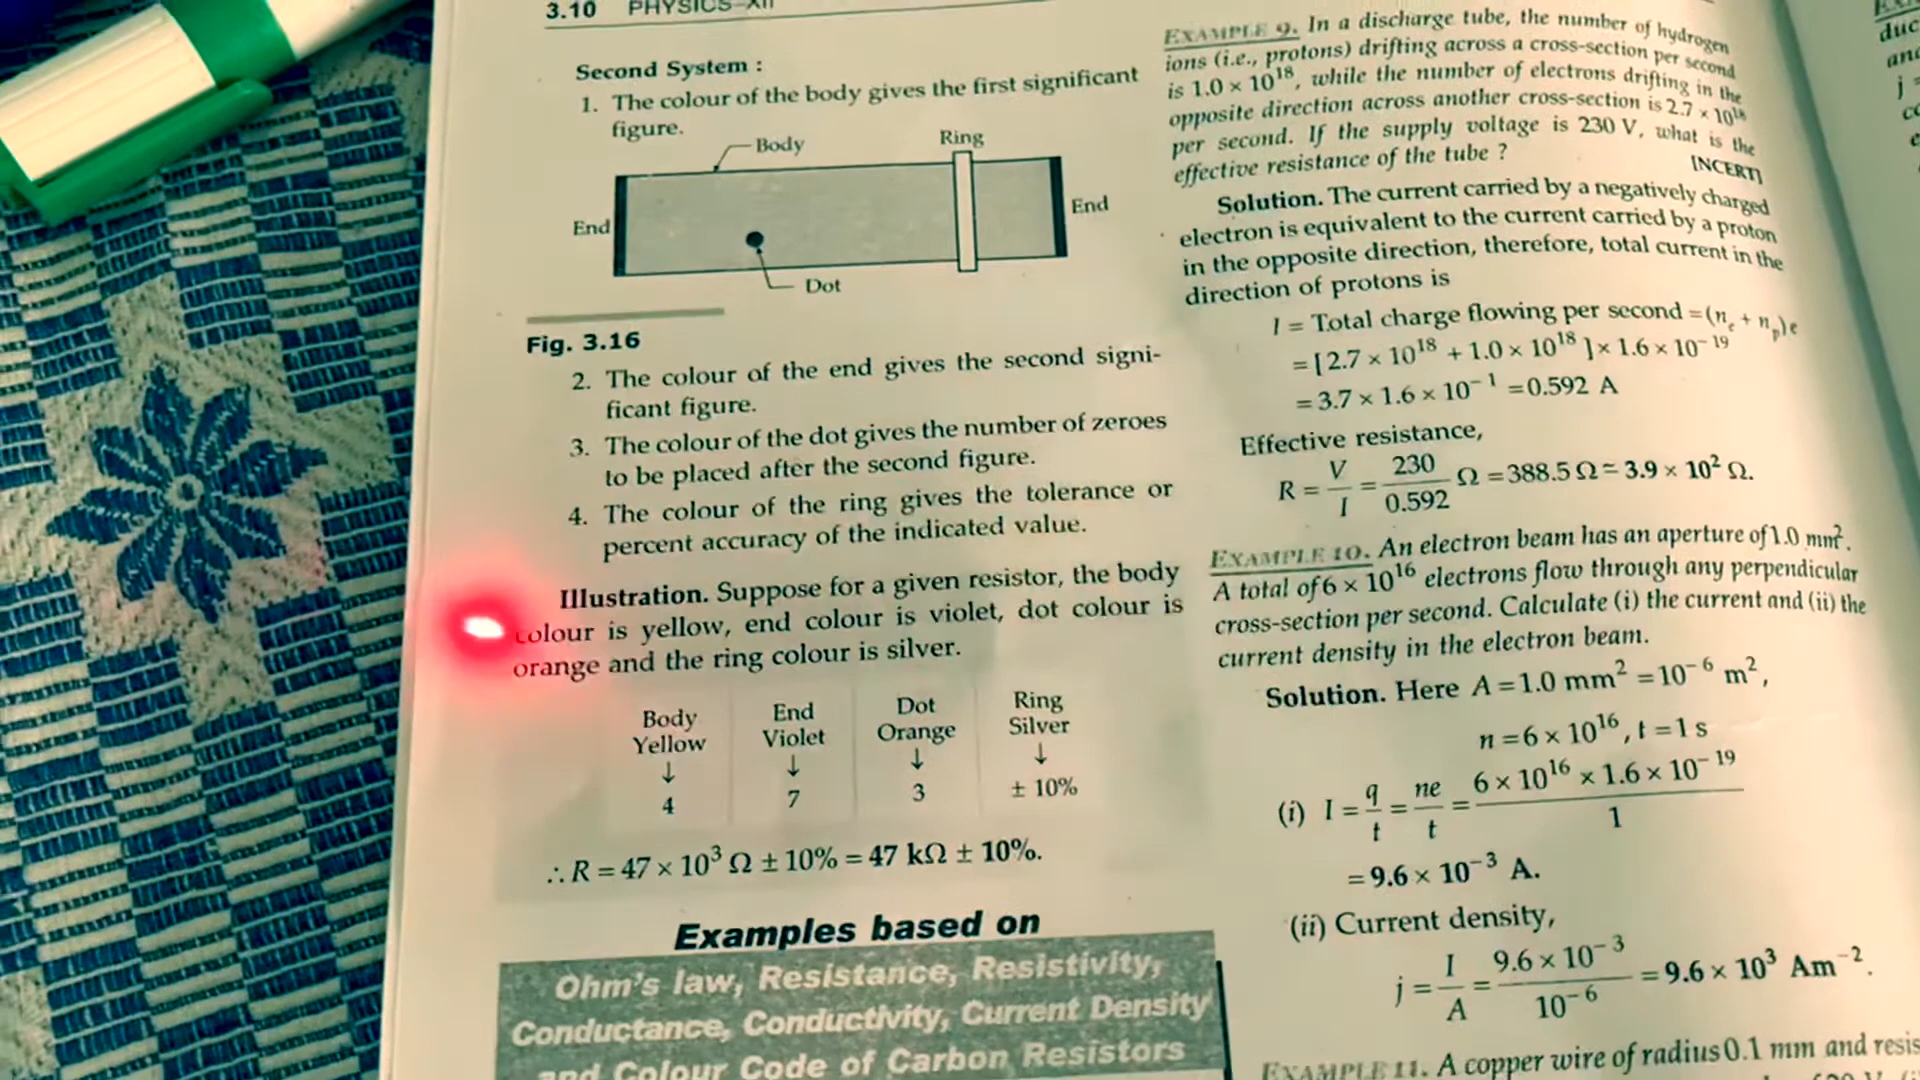 3.10 PHYSICS-XII
Second System :
1. The colour of the body gives the first significant
figure.
Body
Ring
End
End
Dot
Fig. 3.16
2. The colour of the end gives the second signi-
ficant figure.
3. The colour of the dot gives the number of zeroes
to be placed after the second figure.
4. The colour of the ring gives the tolerance or
percent accuracy of the indicated value.
Illustration. Suppose for a given resistor, the body
colour is yellow, end colour is violet, dot colour is
orange and the ring colour is silver.
Body End Dot Ring
Yellow Violet Orange Silver
↓ ↓ ↓ ↓
4 7 3 ± 10%
∴ R = 47 × 10³ Ω ± 10% = 47 kΩ ± 10%.
Examples based on
Ohm's law, Resistance, Resistivity,
Conductance, Conductivity, Current Density
and Colour Code of Carbon Resistors
EXAMPLE 9. In a discharge tube, the number of hydrogen
ions (i.e., protons) drifting across a cross-section per second
is 1.0 × 10¹⁸, while the number of electrons drifting in the
opposite direction across another cross-section is 2.7 × 10¹⁸
per second. If the supply voltage is 230 V, what is the
effective resistance of the tube ?
[NCERT]
Solution. The current carried by a negatively charged
electron is equivalent to the current carried by a proton
in the opposite direction, therefore, total current in the
direction of protons is
I = Total charge flowing per second = (nₑ + nₚ) e
= [ 2.7 × 10¹⁸ + 1.0 × 10¹⁸ ] × 1.6 × 10⁻¹⁹
= 3.7 × 1.6 × 10⁻¹ = 0.592 A
Effective resistance,
R = V/I = 230/0.592 Ω = 388.5 Ω ≃ 3.9 × 10² Ω.
EXAMPLE 10. An electron beam has an aperture of 1.0 mm².
A total of 6 × 10¹⁶ electrons flow through any perpendicular
cross-section per second. Calculate (i) the current and (ii) the
current density in the electron beam.
Solution. Here A = 1.0 mm² = 10⁻⁶ m²,
n = 6 × 10¹⁶, t = 1 s
(i) I = q/t = ne/t = 6 × 10¹⁶ × 1.6 × 10⁻¹⁹/1
= 9.6 × 10⁻³ A.
(ii) Current density,
j = I/A = 9.6 × 10⁻³/10⁻⁶ = 9.6 × 10³ Am⁻².
EXAMPLE 11. A copper wire of radius 0.1 mm and